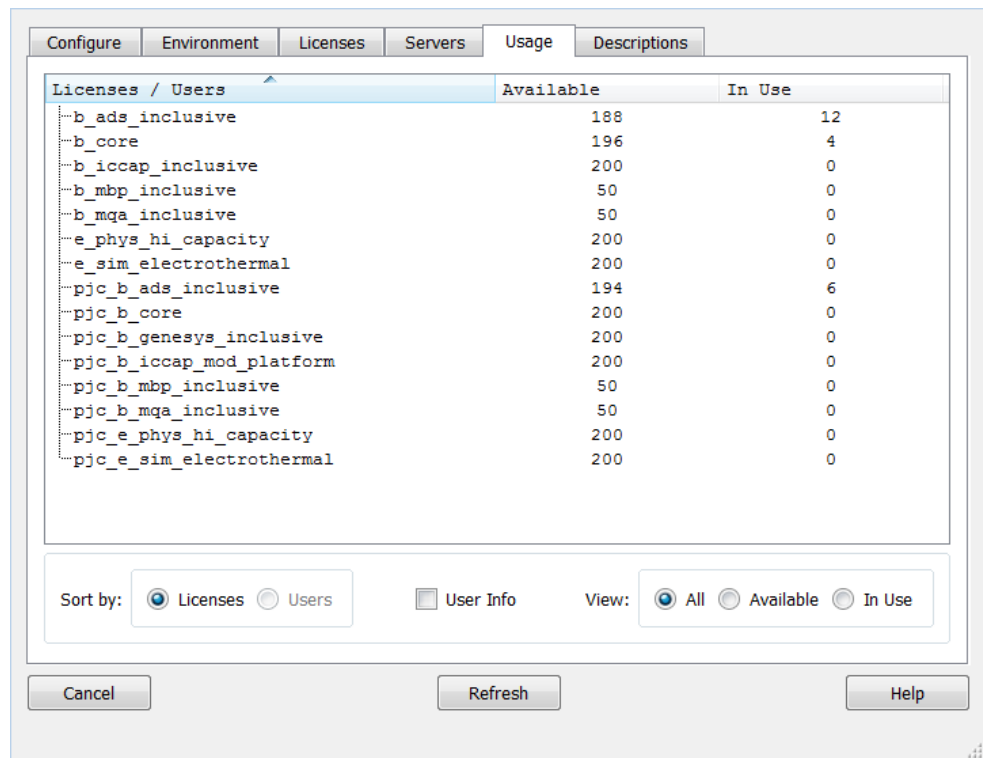 Configure Environment Licenses Servers Usage Descriptions
Licenses / Users Available In Use
b_ads_inclusive 188 12
b_core 196 4
b_iccap_inclusive 200 0
b_mbp_inclusive 50 0
b_mqa_inclusive 50 0
e_phys_hi_capacity 200 0
e_sim_electrothermal 200 0
pjc_b_ads_inclusive 194 6
pjc_b_core 200 0
pjc_b_genesys_inclusive 200 0
pjc_b_iccap_mod_platform 200 0
pjc_b_mbp_inclusive 50 0
pjc_b_mqa_inclusive 50 0
pjc_e_phys_hi_capacity 200 0
pjc_e_sim_electrothermal 200 0
Sort by: Licenses Users User Info View: All Available In Use
Cancel Refresh Help